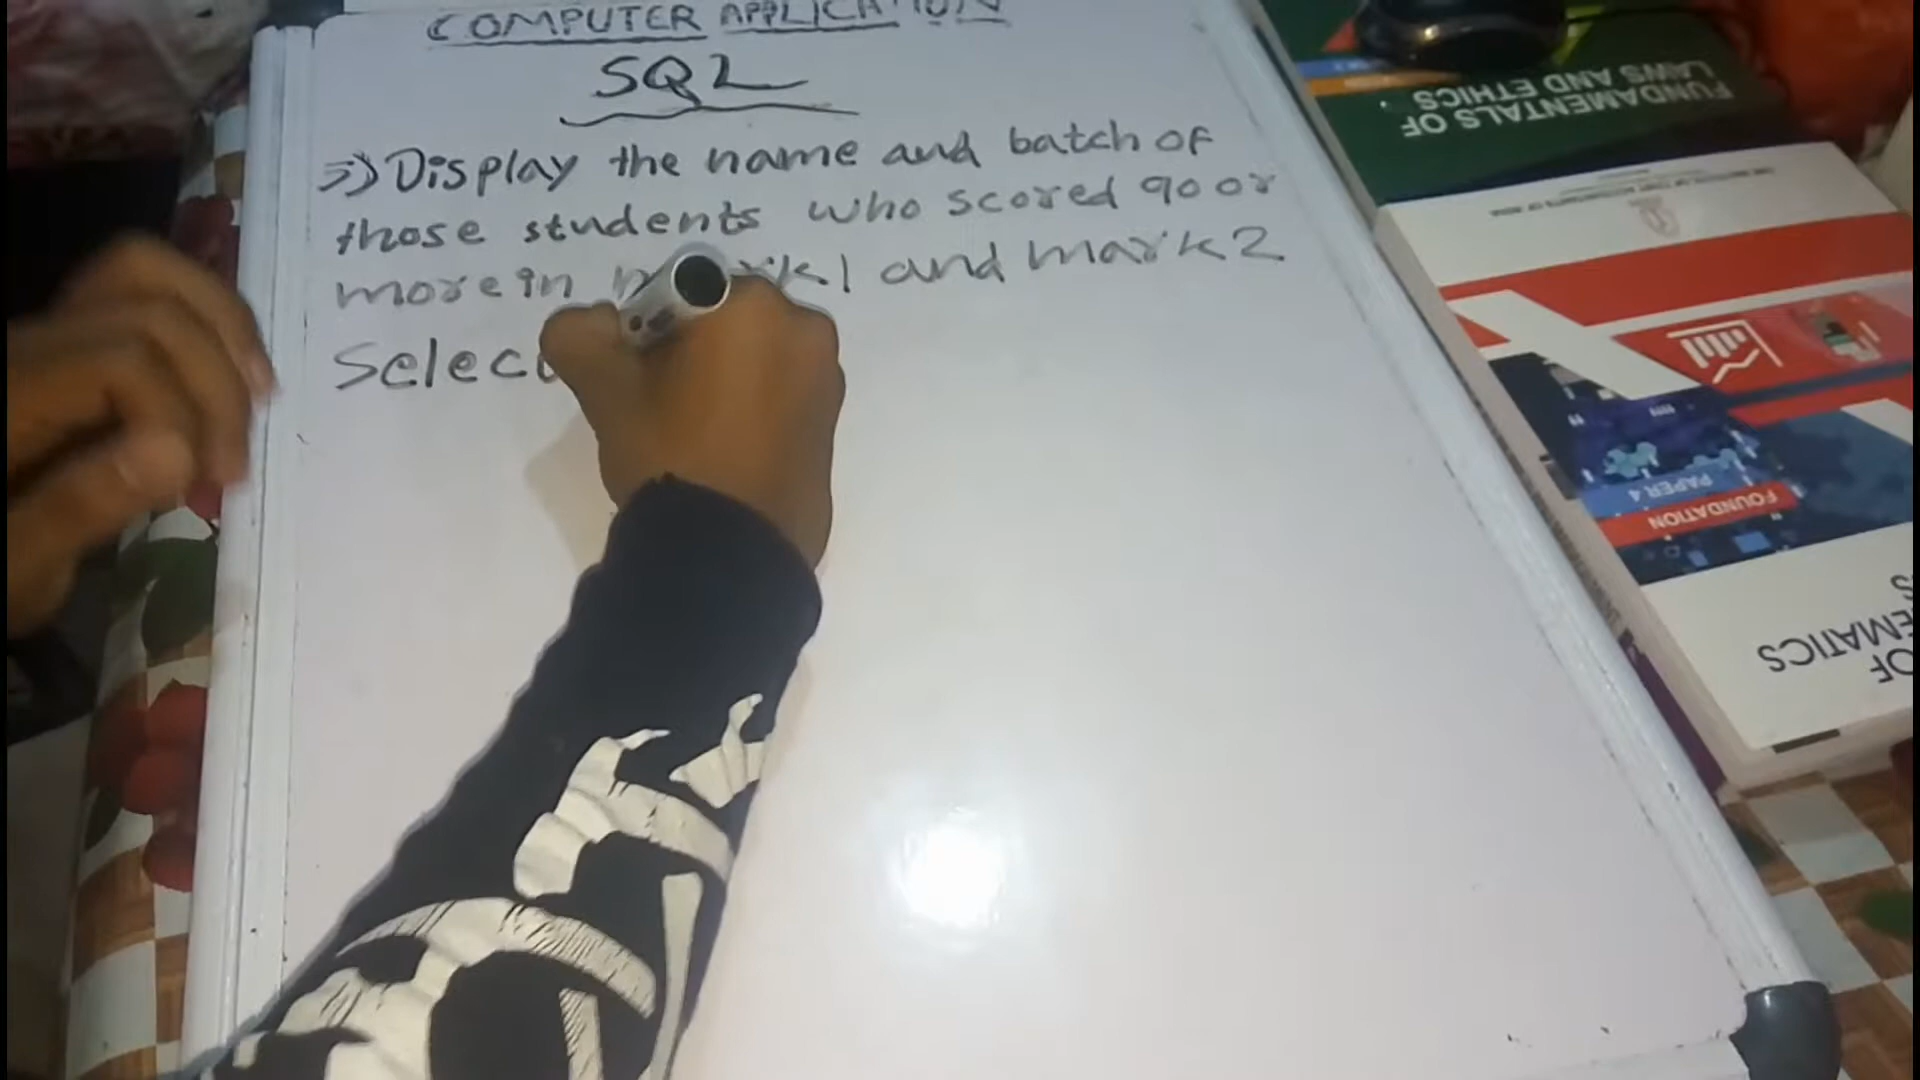 COMPUTER APPLICATION
SQL
⇒) Display the name and batch of
those students who scored 90 or
more in mark1 and mark2
Select
FUNDAMENTALS OF
LAWS AND ETHICS
PAPER 4
FOUNDATION
OF
EMATICS
S